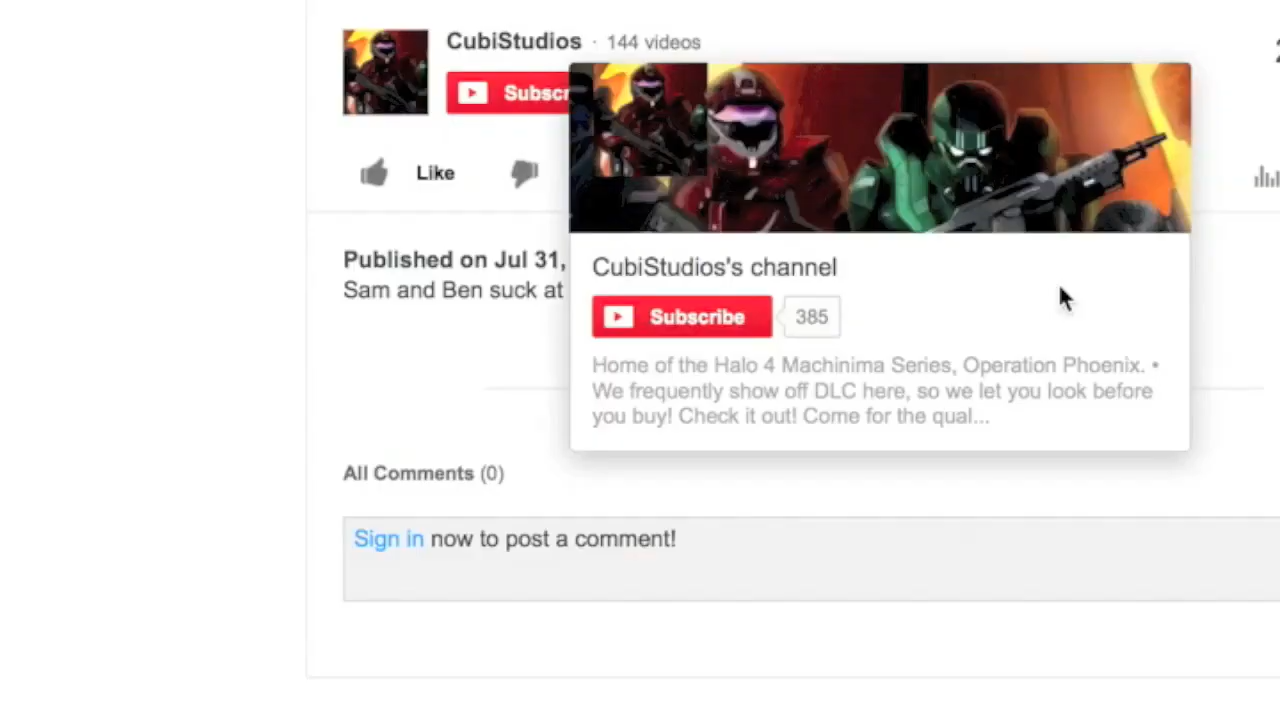 CubiStudios · 144 videos
Subscr
Like
Published on Jul 31,
Sam and Ben suck at
CubiStudios's channel
Subscribe 385
Home of the Halo 4 Machinima Series, Operation Phoenix. •
We frequently show off DLC here, so we let you look before
you buy! Check it out! Come for the qual...
All Comments (0)
Sign in now to post a comment!